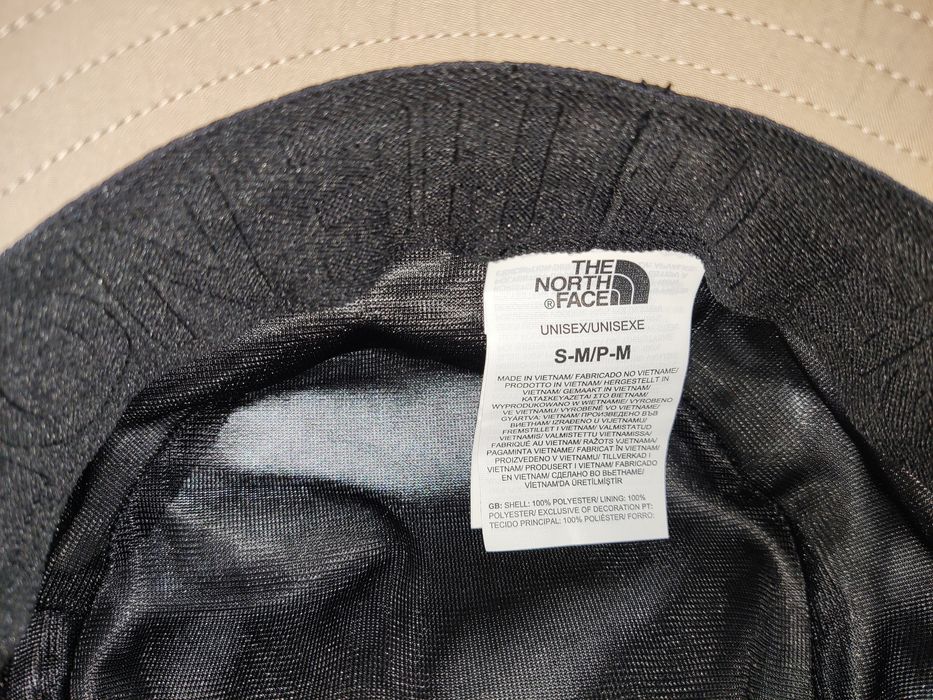 THE
NORTH
®FACE
UNISEX/UNISEXE
S-M/P-M
MADE IN VIETNAM/ FABRICADO NO VIETNAME/
PRODOTTO IN VIETNAM/ HERGESTELLT IN
VIETNAM/ GEMAAKT IN VIETNAM/
ΚΑΤΑΣΚΕΥΑΖΕΤΑΙ ΣΤΟ ΒΙΕΤΝΑΜ/
WYPRODUKOWANO W WIETNAMIE/ VYROBENO
VE VIETNAMU/ VYROBENÉ VO VIETNAME/
GYÁRTVA: VIETNAM/ ПРОИЗВЕДЕНО ВЪВ
ВИЕТНАМ/ IZRAĐENO U VIJETNAMU/
FREMSTILLET I VIETNAM/ VALMISTATUD
VIETNAMIS/ VALMISTETTU VIETNAMISSA/
FABRIQUÉ AU VIETNAM/ RAŽOTS VJETNAMĀ/
PAGAMINTA VIETNAME/ FABRICAT ÎN VIETNAM/
PROIZVEDENO V VIETNAMU/ TILLVERKAD I
VIETNAM/ PRODUSERT I VIETNAM/ FABRICADO
EN VIETNAM/ СДЕЛАНО ВО ВЬЕТНАМЕ/
VİETNAM'DA ÜRETİLMİŞTİR
GB: SHELL: 100% POLYESTER/ LINING: 100%
POLYESTER/ EXCLUSIVE OF DECORATION PT:
TECIDO PRINCIPAL: 100% POLIÉSTER/ FORRO: